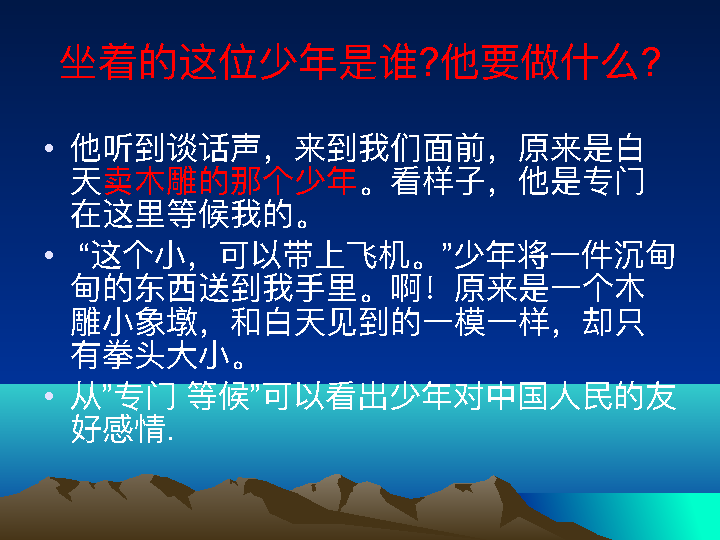 坐着的这位少年是谁?他要做什么?
• 他听到谈话声，来到我们面前，原来是白
天卖木雕的那个少年。看样子，他是专门
在这里等候我的。
• “这个小，可以带上飞机。”少年将一件沉甸
甸的东西送到我手里。啊！原来是一个木
雕小象墩，和白天见到的一模一样，却只
有拳头大小。
• 从”专门 等候”可以看出少年对中国人民的友
好感情.